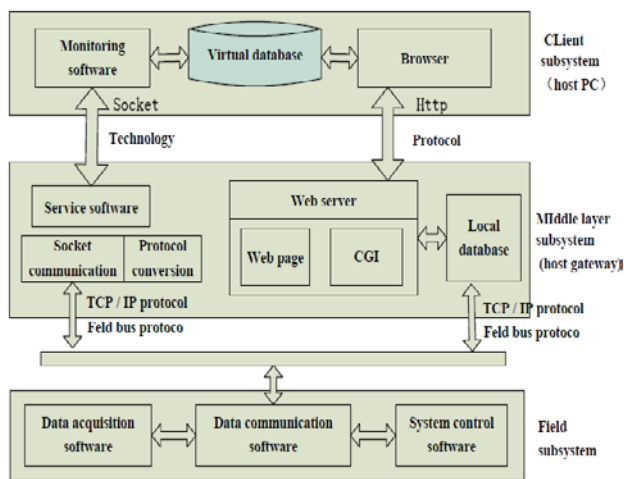 Monitoring
software
Virtual database
Browser
CLient
subsystem
(host PC)
Socket
Http
Technology
Protocol
Service software
Socket
communication
Protocol
conversion
Web server
Web page
CGI
Local
database
MIddle layer
subsystem
(host gateway)
TCP / IP protocol
Feld bus protoco
TCP / IP protocol
Feld bus protoco
Data acquisition
software
Data communication
software
System control
software
Field
subsystem